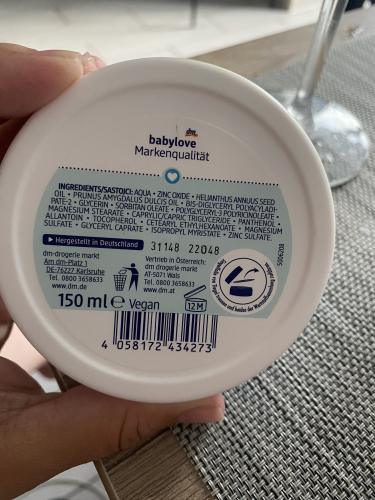 dm
babylove
Markenqualität
INGREDIENTS/SASTOJCI: AQUA • ZINC OXIDE • HELIANTHUS ANNUUS SEED
OIL • PRUNUS AMYGDALUS DULCIS OIL • BIS-DIGLYCERYL POLYACYLADI-
PATE-2 • GLYCERIN • SORBITAN OLEATE • POLYGLYCERYL-3 POLYRICINOLEATE •
MAGNESIUM STEARATE • CAPRYLIC/CAPRIC TRIGLYCERIDE • PANTHENOL •
ALLANTOIN • TOCOPHEROL • CETEARYL ETHYLHEXANOATE • MAGNESIUM
SULFATE • GLYCERYL CAPRATE • ISOPROPYL MYRISTATE • ZINC SULFATE.
Hergestellt in Deutschland
31148 22048
dm-drogerie markt
Am dm-Platz 1
DE-76227 Karlsruhe
Tel. 0800 3658633
www.dm.de
Vertrieb in Österreich:
dm drogerie markt
AT-5071 Wals
Tel. 0800 3658633
www.dm.at
150 ml e Vegan
12 M
5006208
4 058172 434273